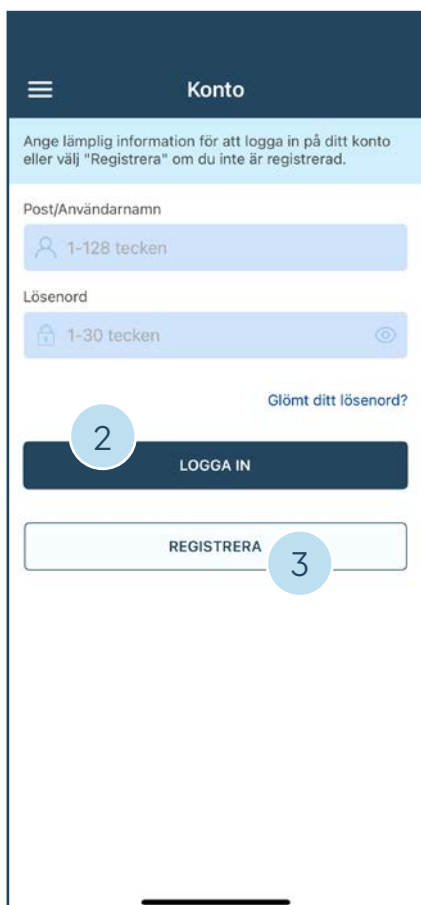 Konto
Ange lämplig information för att logga in på ditt konto
eller välj "Registrera" om du inte är registrerad.
Post/Användarnamn
1-128 tecken
Lösenord
1-30 tecken
Glömt ditt lösenord?
2
LOGGA IN
REGISTRERA
3